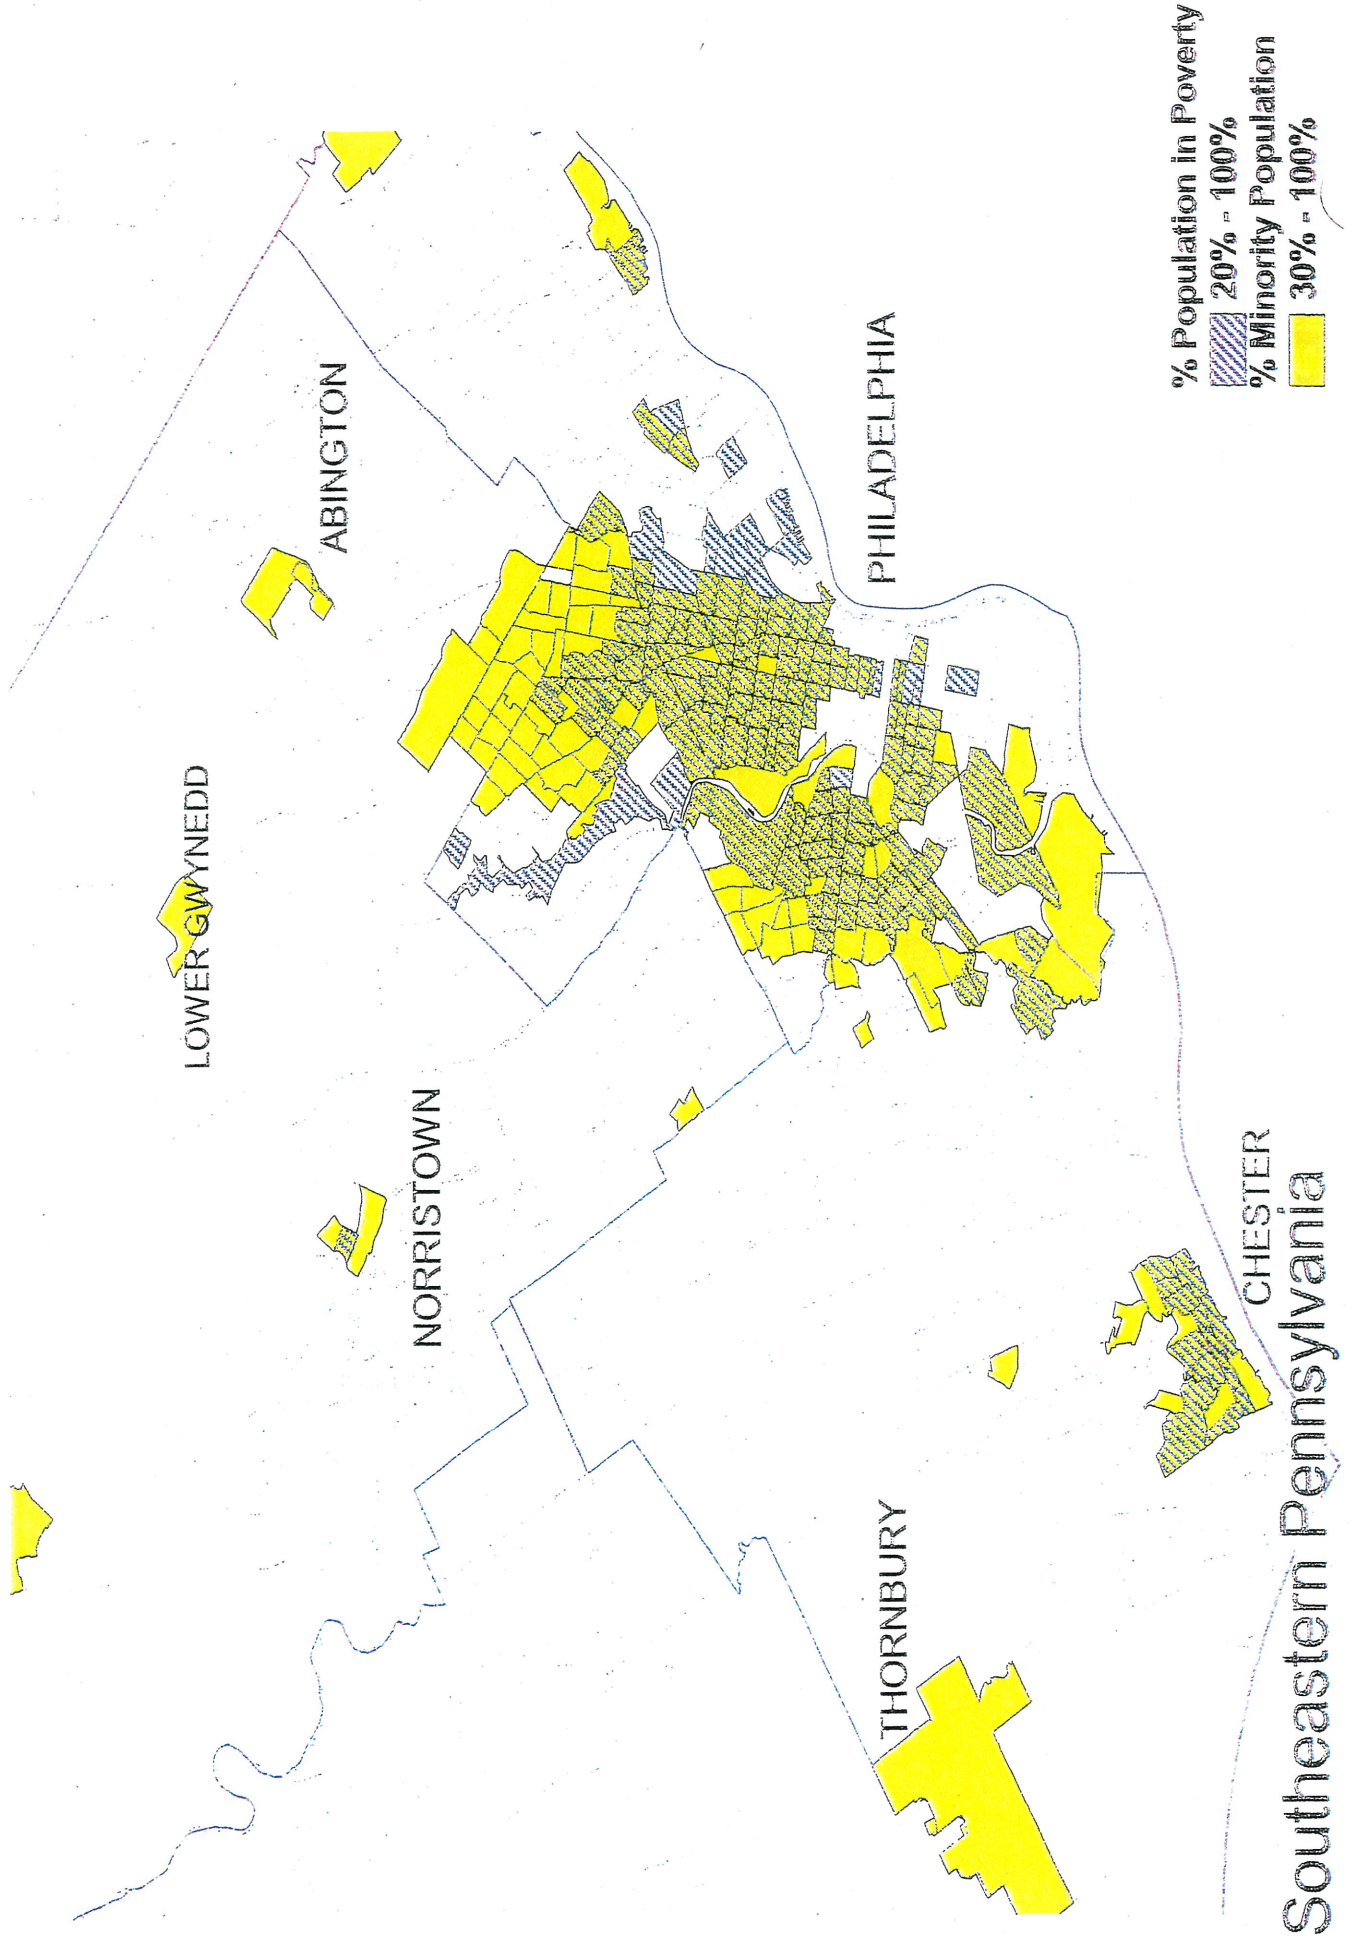 LOWER GWYNEDD
ABINGTON
NORRISTOWN
PHILADELPHIA
THORNBURY
CHESTER
Southeastern Pennsylvania
% Population in Poverty
20% - 100%
% Minority Population
30% - 100%